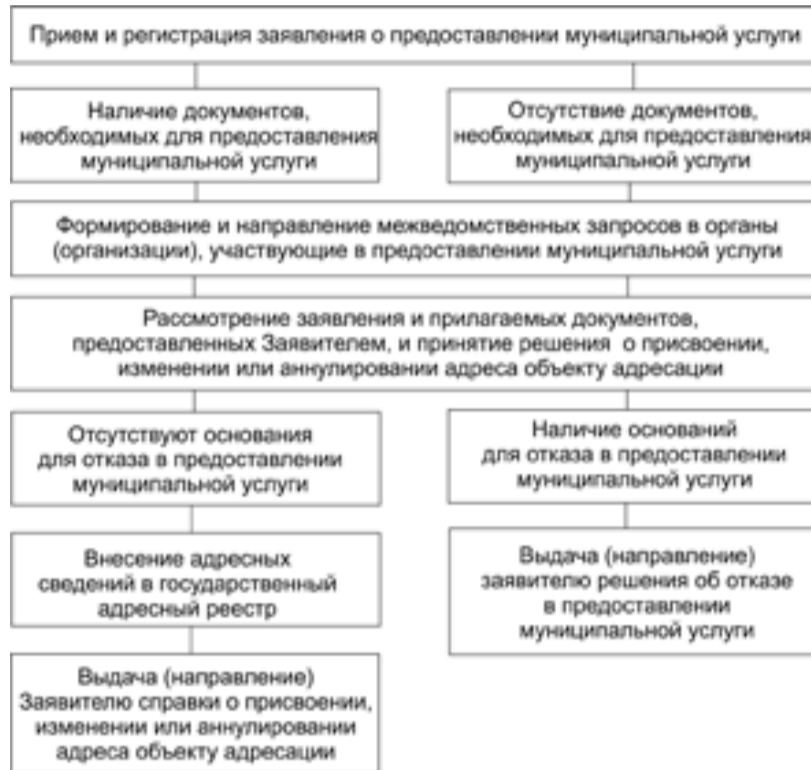 Прием и регистрация заявления о предоставлении муниципальной услуги
Наличие документов,
необходимых для предоставления
муниципальной услуги
Отсутствие документов,
необходимых для предоставления
муниципальной услуги
Формирование и направление межведомственных запросов в органы
(организации), участвующие в предоставлении муниципальной услуги
Рассмотрение заявления и прилагаемых документов,
предоставленных Заявителем, и принятие решения о присвоении,
изменении или аннулировании адреса объекту адресации
Отсутствуют основания
для отказа в предоставлении
муниципальной услуги
Наличие оснований
для отказа в предоставлении
муниципальной услуги
Внесение адресных
сведений в государственный
адресный реестр
Выдача (направление)
заявителю решения об отказе
в предоставлении
муниципальной услуги
Выдача (направление)
Заявителю справки о присвоении,
изменении или аннулировании
адреса объекту адресации